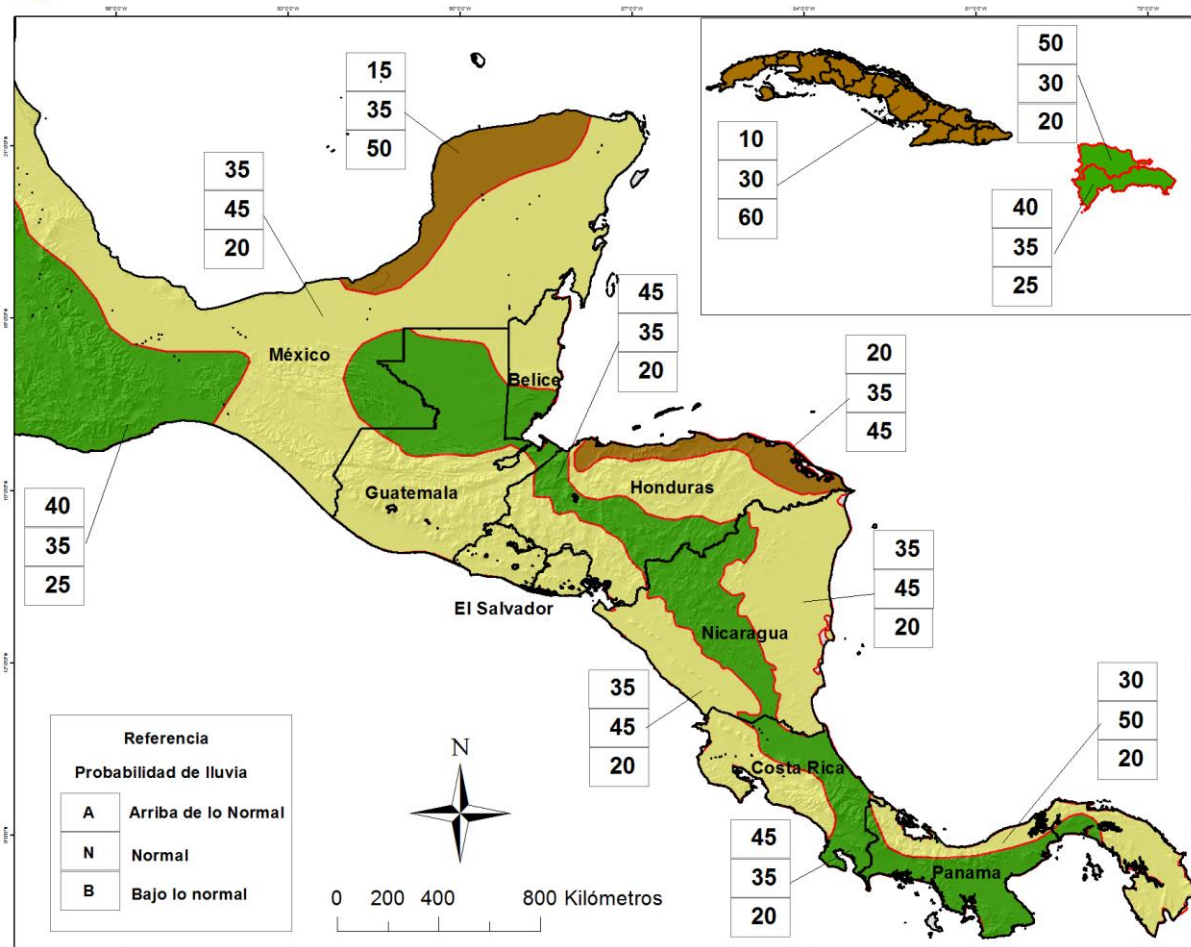 15
35
50
35
45
20
10
30
60
50
30
20
40
35
25
45
35
20
20
35
45
México
Belice
Honduras
Guatemala
40
35
25
El Salvador
Nicaragua
35
45
20
35
45
20
30
50
20
Costa Rica
Panama
45
35
20
Referencia
Probabilidad de lluvia
A Arriba de lo Normal
N Normal
B Bajo lo normal
N
0 200 400 800 Kilómetros